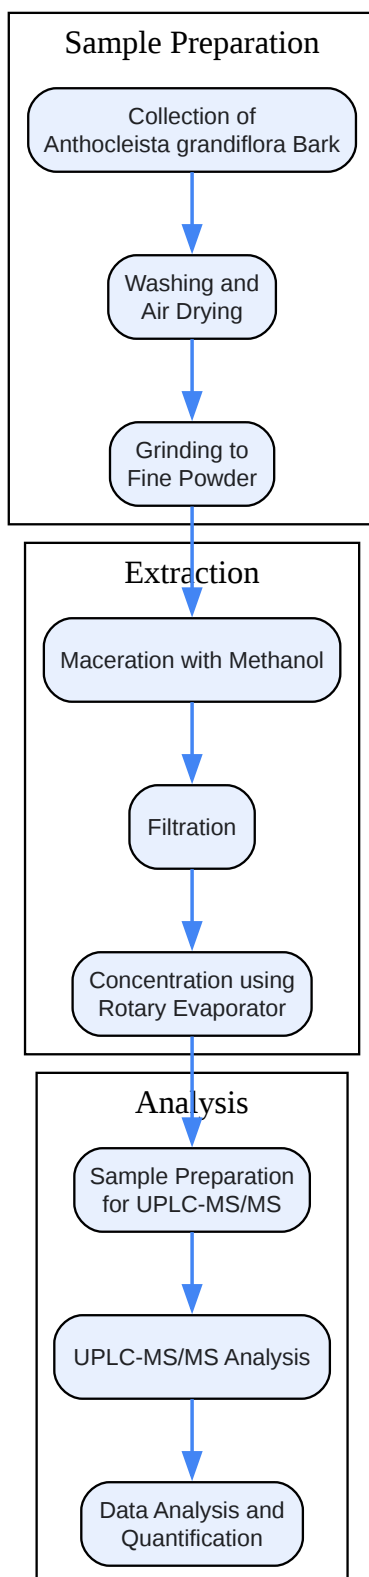 Sample Preparation
Collection of
Anthocleista grandiflora Bark
Washing and
Air Drying
Grinding to
Fine Powder
Extraction
Maceration with Methanol
Filtration
Concentration using
Rotary Evaporator
Analysis
Sample Preparation
for UPLC-MS/MS
UPLC-MS/MS Analysis
Data Analysis and
Quantification